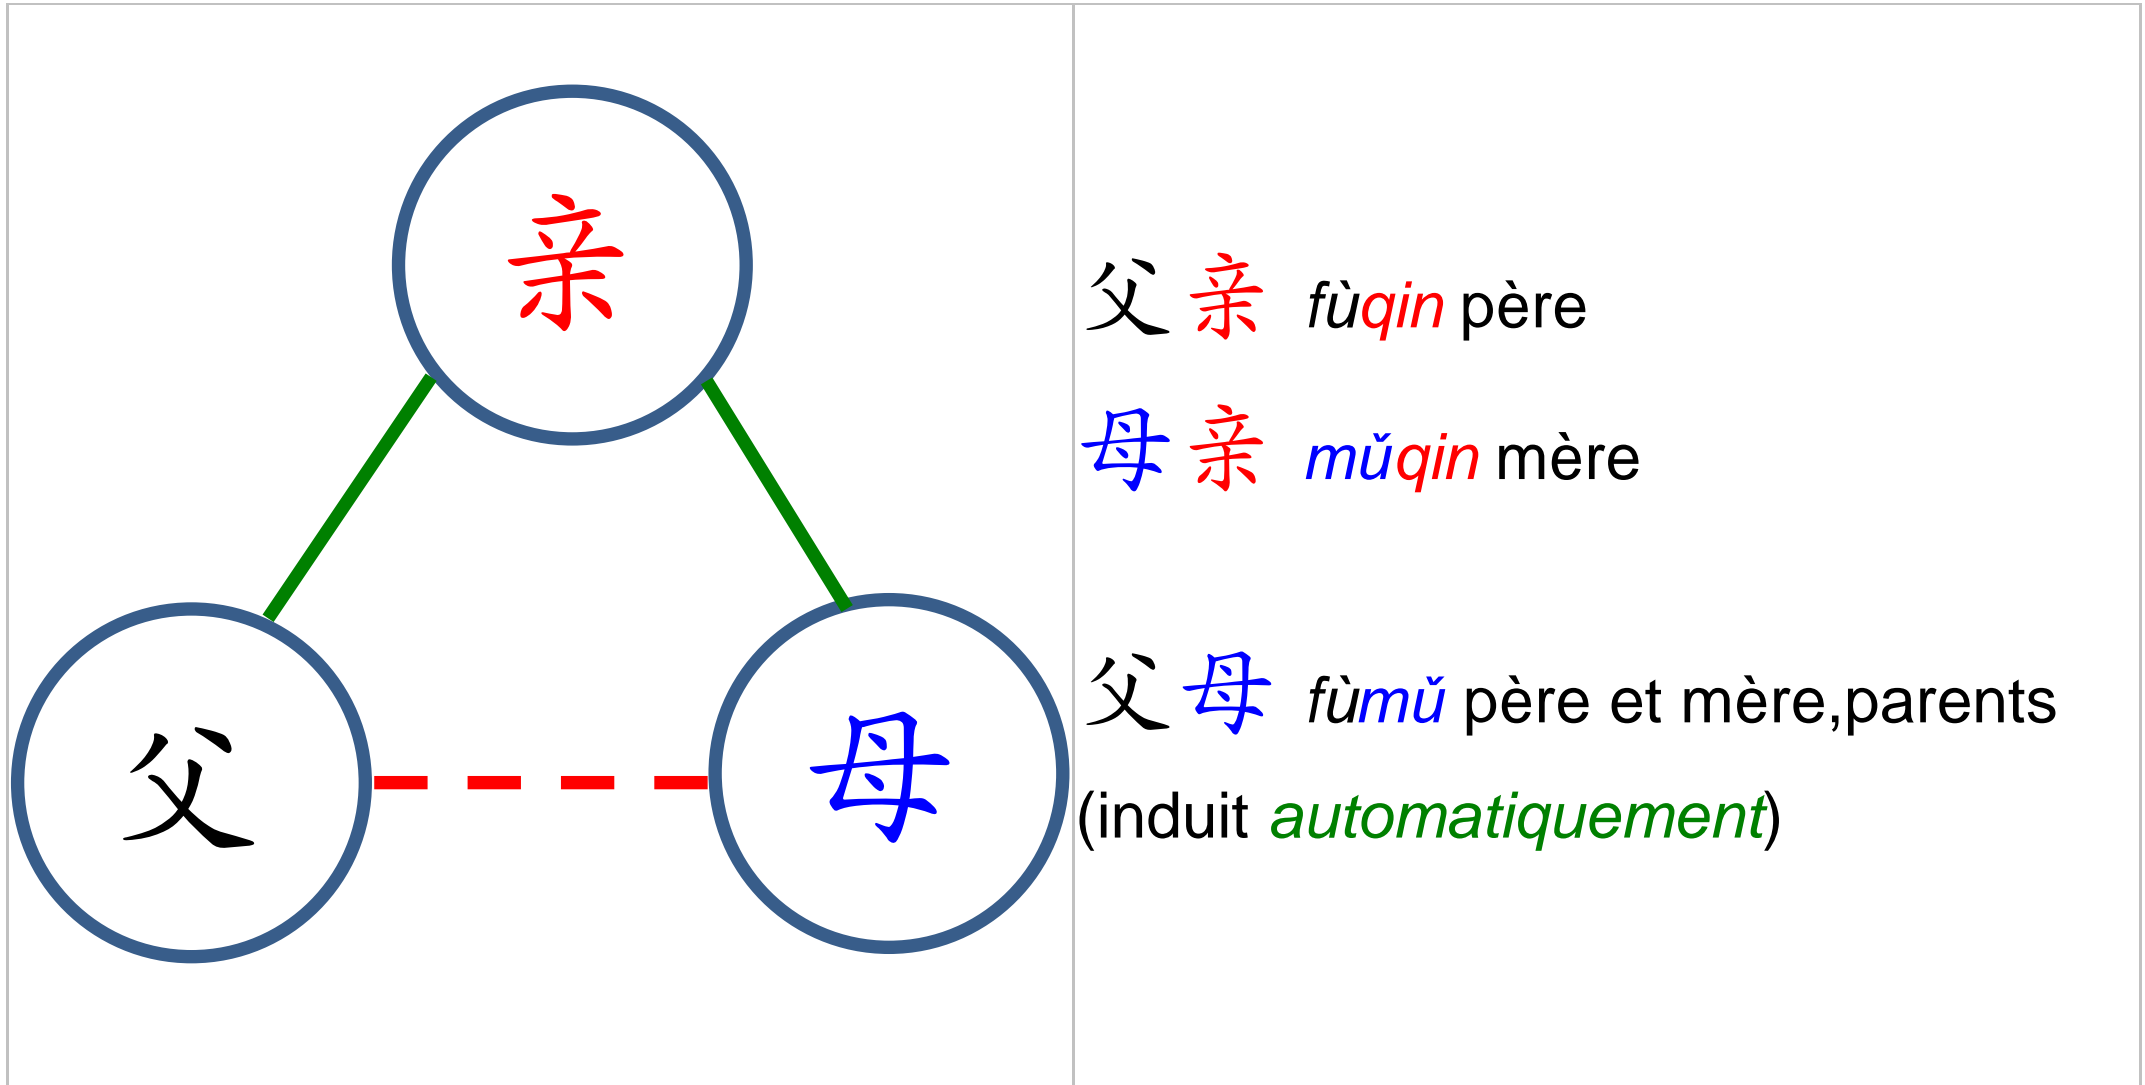 亲
父
母
父亲 fùqin père
母亲 mǔqin mère
父母 fùmǔ père et mère,parents
(induit automatiquement)